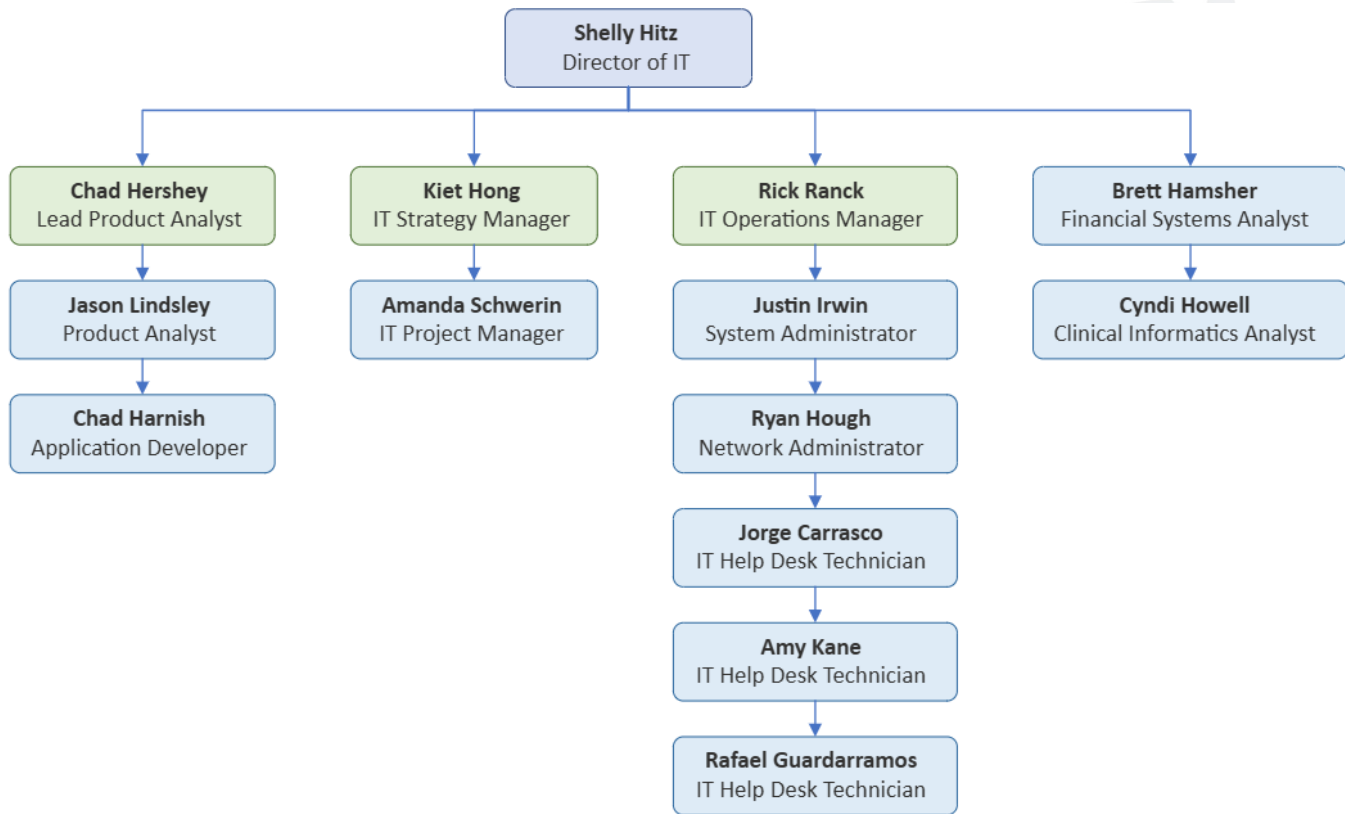 Shelly Hitz
Director of IT
Chad Hershey
Lead Product Analyst
Kiet Hong
IT Strategy Manager
Rick Ranck
IT Operations Manager
Brett Hamsher
Financial Systems Analyst
Jason Lindsley
Product Analyst
Amanda Schwerin
IT Project Manager
Justin Irwin
System Administrator
Cyndi Howell
Clinical Informatics Analyst
Chad Harnish
Application Developer
Ryan Hough
Network Administrator
Jorge Carrasco
IT Help Desk Technician
Amy Kane
IT Help Desk Technician
Rafael Guardarramos
IT Help Desk Technician